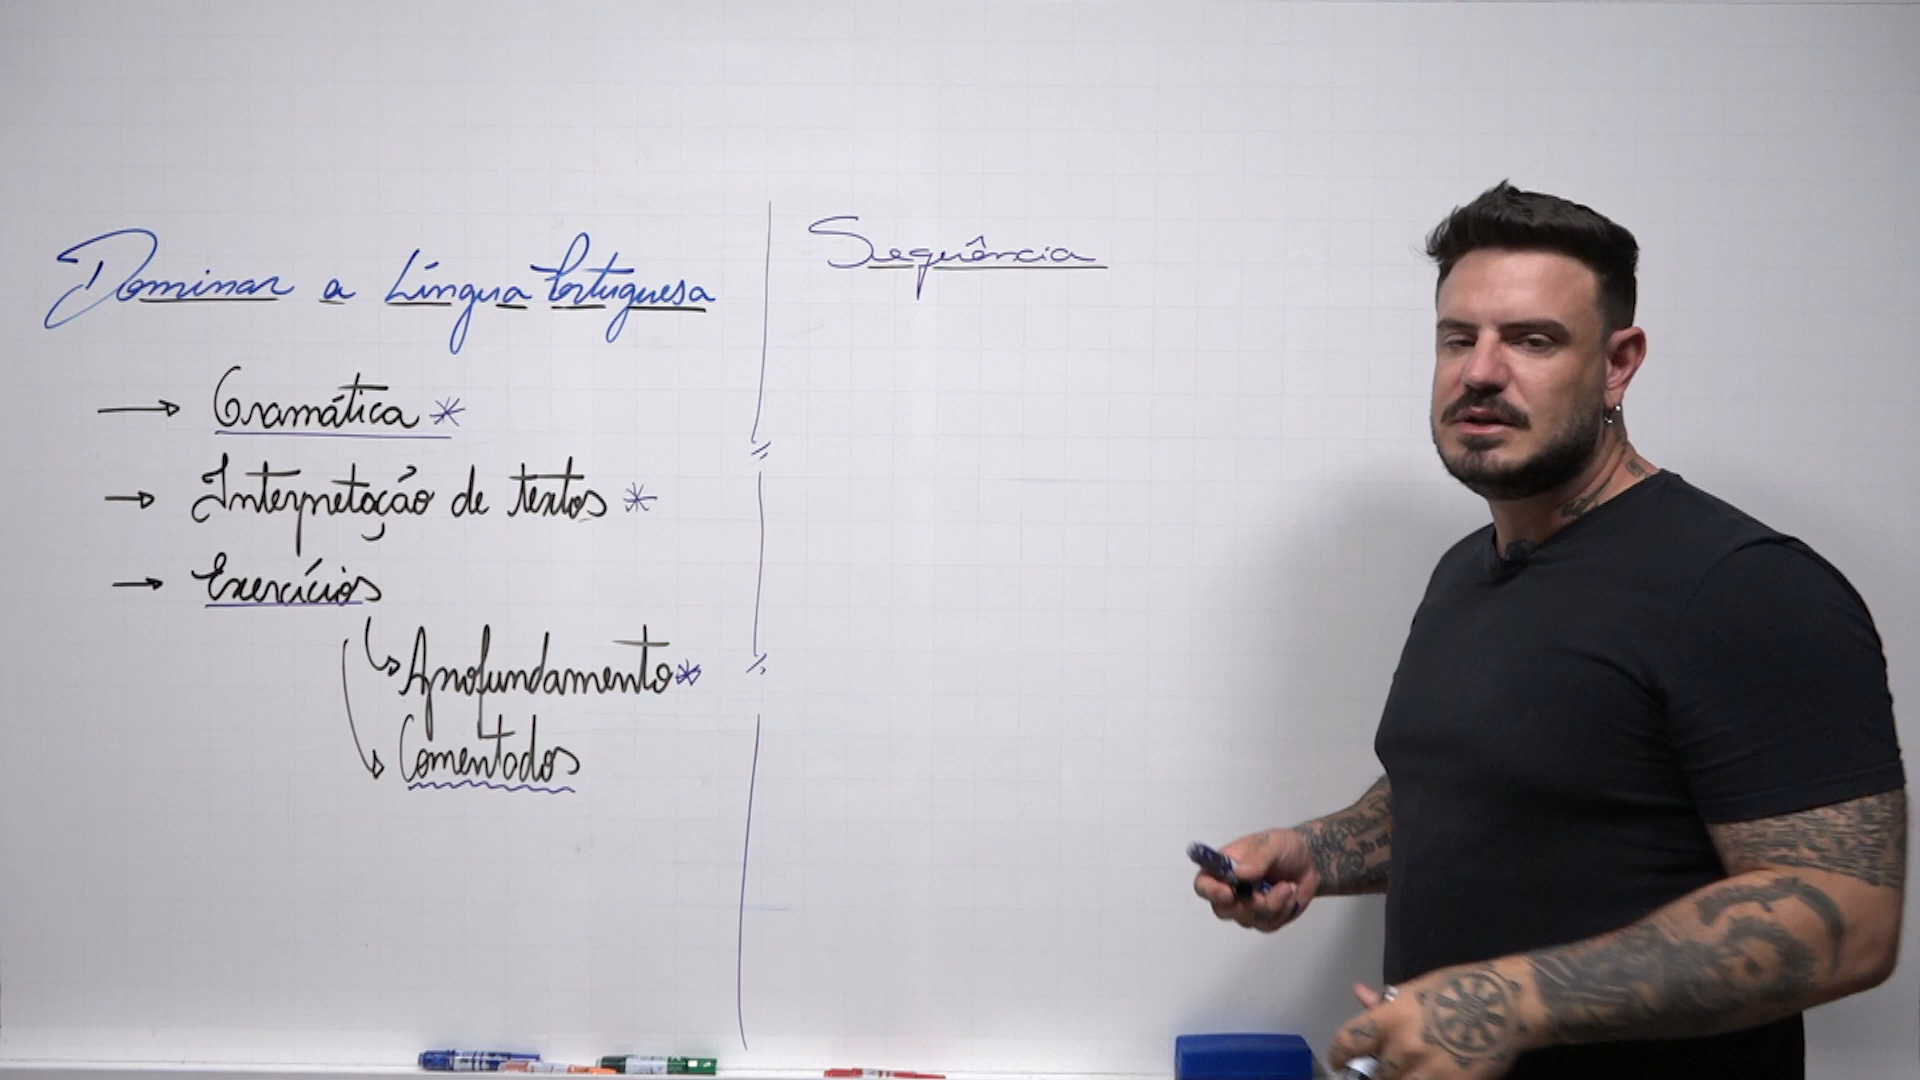 Dominar a Língua Portuguesa
→ Gramática *
→ Interpretação de textos *
→ Exercícios
↳ Aprofundamento *
↳ Comentados
Sequência